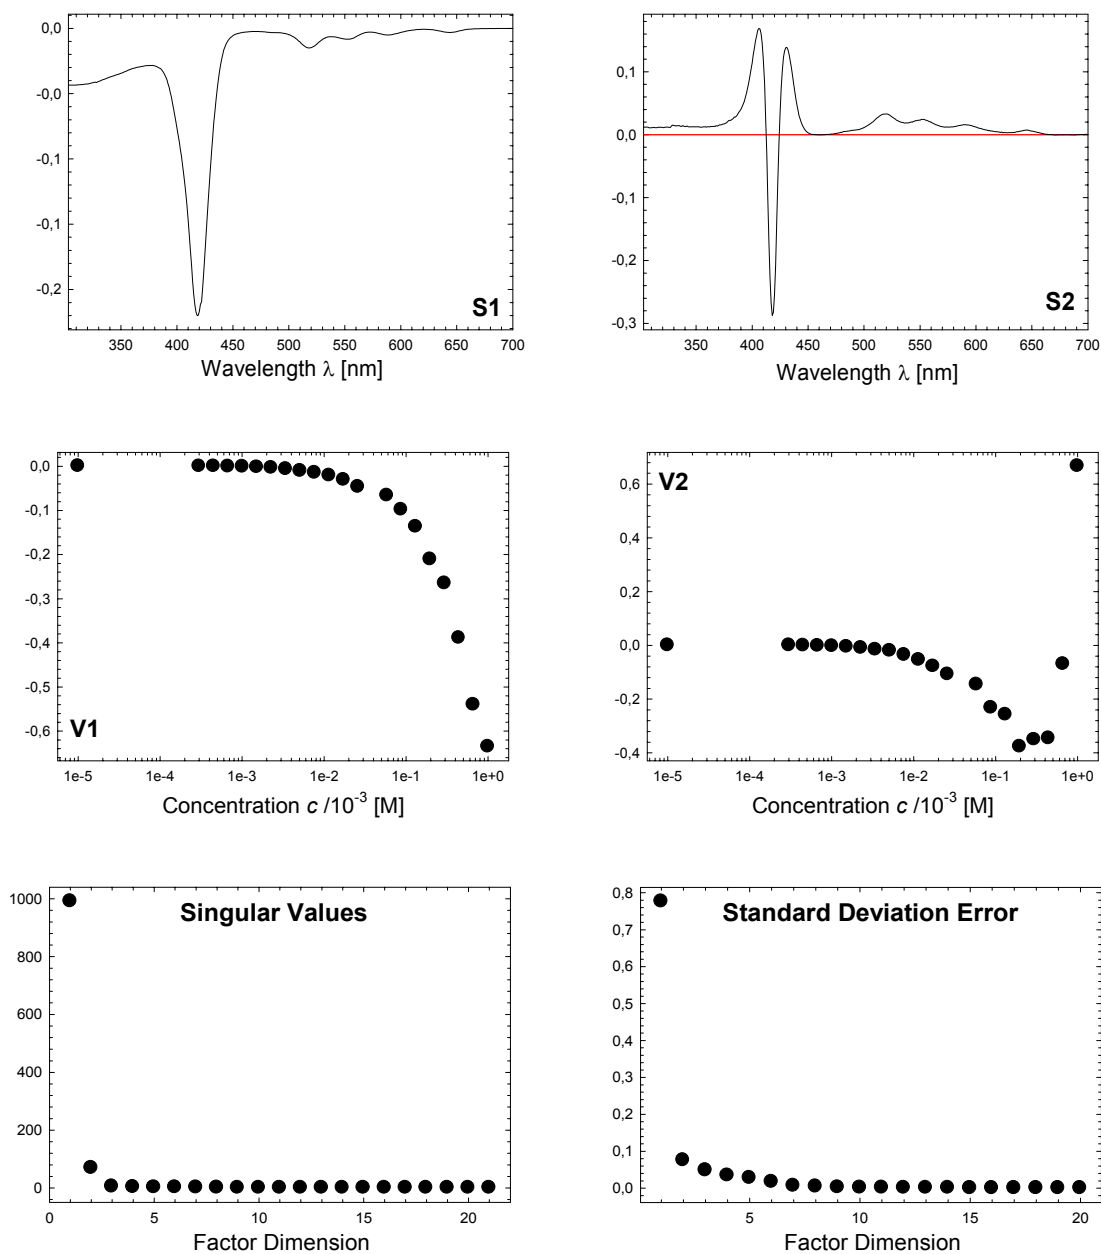 0,0
-0,0
-0,1
-0,1
-0,2
S1
350 400 450 500 550 600 650 700
Wavelength λ [nm]
0,1
0,0
-0,1
-0,2
-0,3
S2
350 400 450 500 550 600 650 700
Wavelength λ [nm]
0,0
-0,1
-0,2
-0,3
-0,4
-0,5
-0,6
V1
1e-5 1e-4 1e-3 1e-2 1e-1 1e+0
Concentration c /10⁻³ [M]
V2
0,6
0,4
0,2
0,0
-0,2
-0,4
1e-5 1e-4 1e-3 1e-2 1e-1 1e+0
Concentration c /10⁻³ [M]
Singular Values
1000
800
600
400
200
0
0 5 10 15 20
Factor Dimension
Standard Deviation Error
0,8
0,7
0,6
0,5
0,4
0,3
0,2
0,1
0,0
5 10 15 20
Factor Dimension